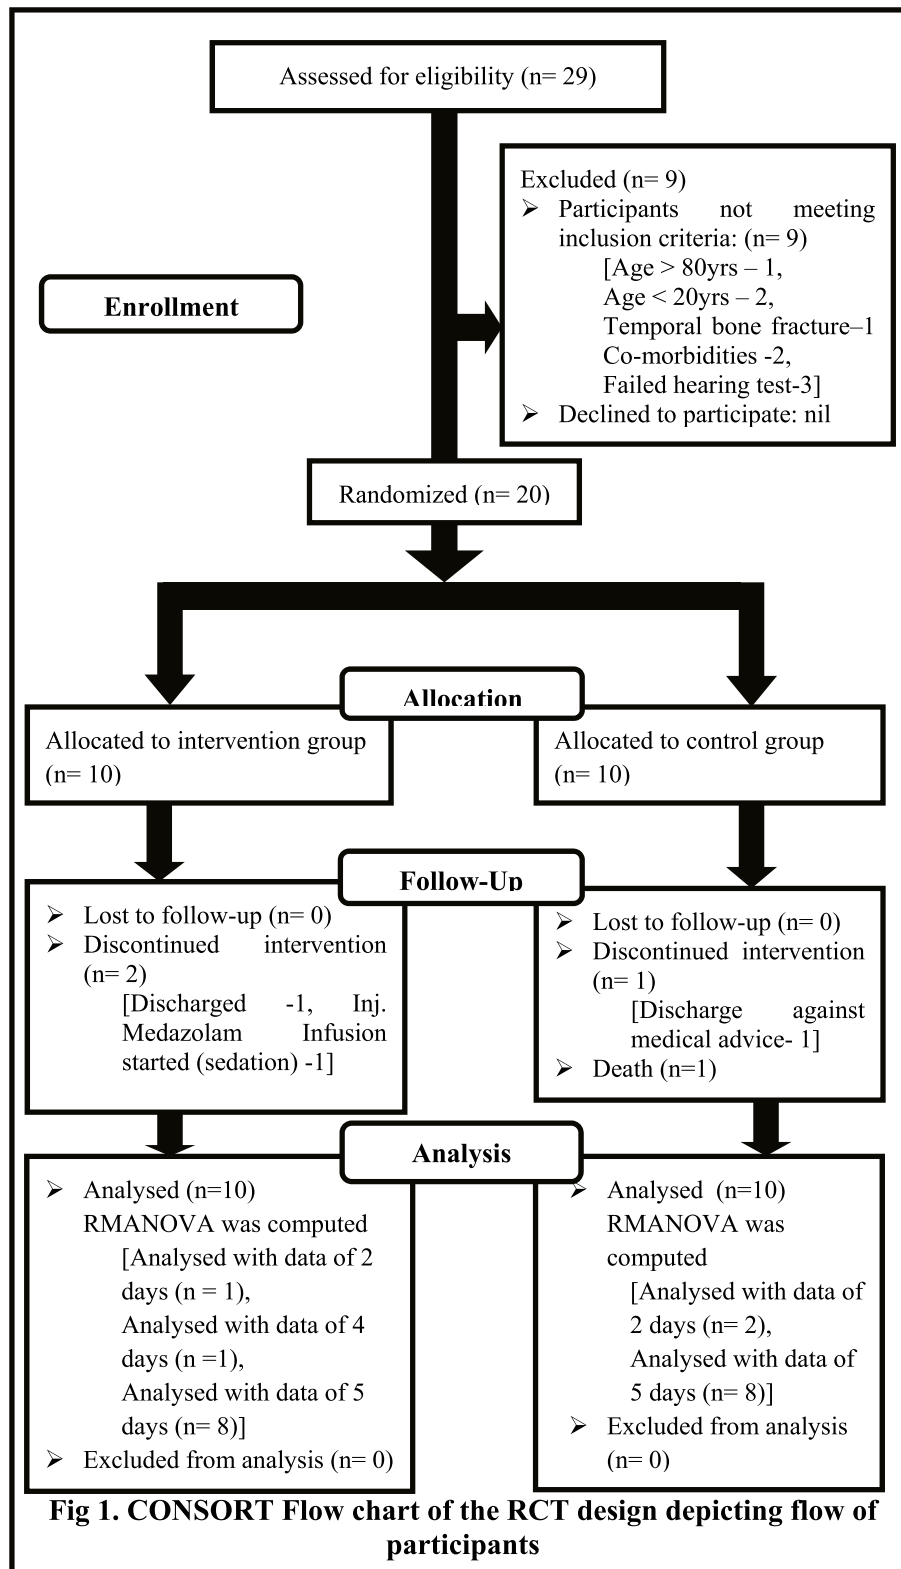 Assessed for eligibility (n= 29)
Excluded (n= 9)
➢ Participants not meeting
inclusion criteria: (n= 9)
[Age > 80yrs – 1,
Age < 20yrs – 2,
Temporal bone fracture–1
Co-morbidities -2,
Failed hearing test-3]
➢ Declined to participate: nil
Enrollment
Randomized (n= 20)
Allocation
Allocated to intervention group
(n= 10)
Allocated to control group
(n= 10)
Follow-Up
➢ Lost to follow-up (n= 0)
➢ Discontinued intervention
(n= 2)
[Discharged -1, Inj.
Medazolam Infusion
started (sedation) -1]
➢ Lost to follow-up (n= 0)
➢ Discontinued intervention
(n= 1)
[Discharge against
medical advice- 1]
➢ Death (n=1)
Analysis
➢ Analysed (n=10)
RMANOVA was computed
[Analysed with data of 2
days (n = 1),
Analysed with data of 4
days (n =1),
Analysed with data of 5
days (n= 8)]
➢ Excluded from analysis (n= 0)
➢ Analysed (n=10)
RMANOVA was
computed
[Analysed with data of
2 days (n= 2),
Analysed with data of
5 days (n= 8)]
➢ Excluded from analysis
(n= 0)
Fig 1. CONSORT Flow chart of the RCT design depicting flow of
participants